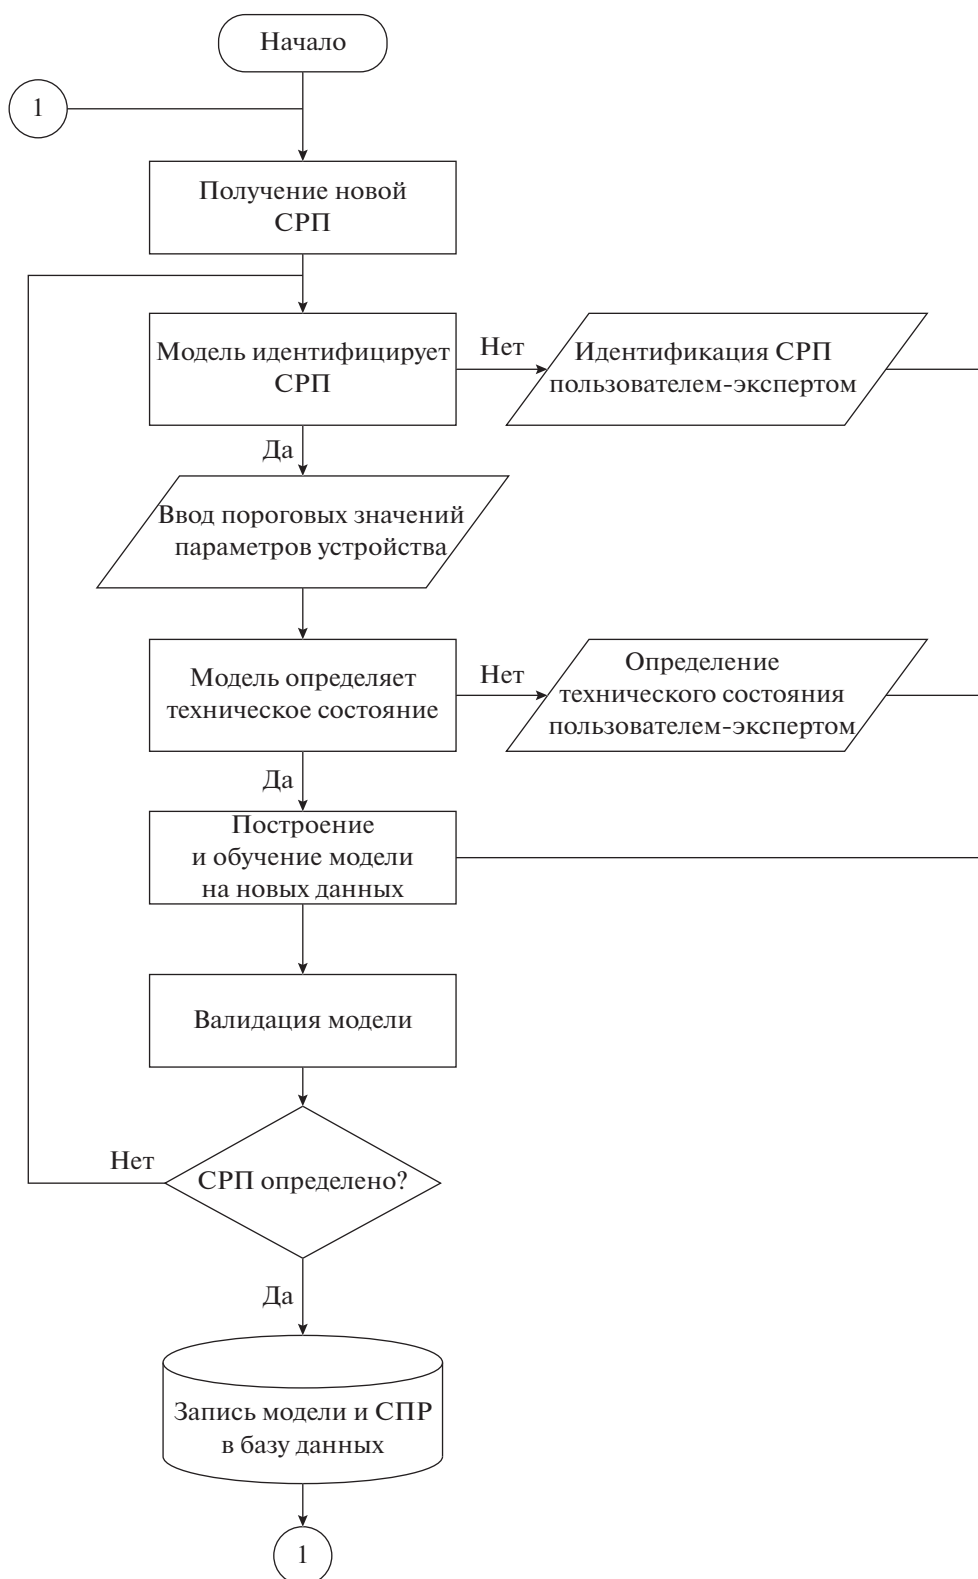 Начало
1
Получение новой
СРП
Модель идентифицирует
СРП
Нет
Идентификация СРП
пользователем-экспертом
Да
Ввод пороговых значений
параметров устройства
Модель определяет
техническое состояние
Нет
Определение
технического состояния
пользователем-экспертом
Да
Построение
и обучение модели
на новых данных
Валидация модели
Нет
СРП определено?
Да
Запись модели и СПР
в базу данных
1